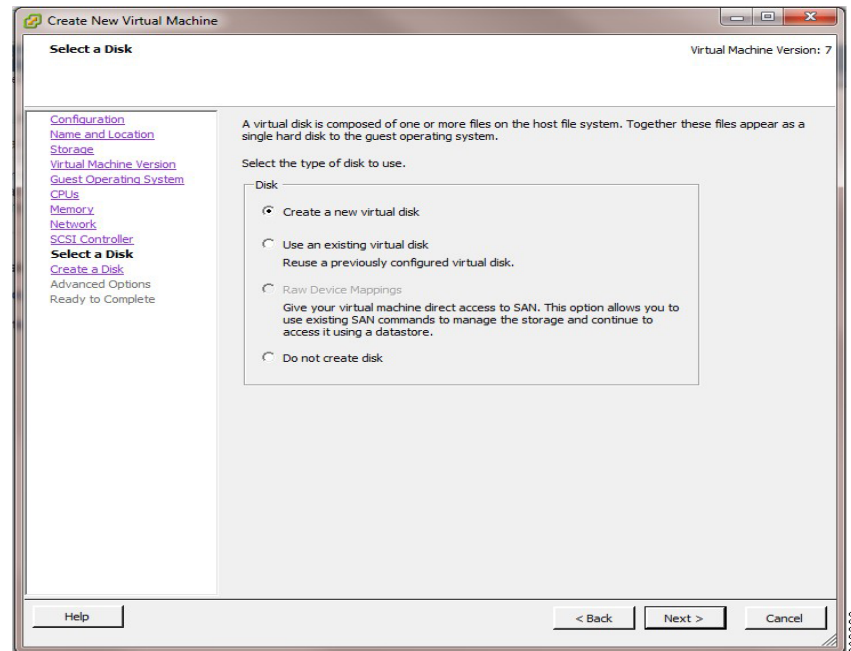 Create New Virtual Machine
Select a Disk
Virtual Machine Version: 7
Configuration
Name and Location
Storage
Virtual Machine Version
Guest Operating System
CPUs
Memory
Network
SCSI Controller
Select a Disk
Create a Disk
Advanced Options
Ready to Complete
A virtual disk is composed of one or more files on the host file system. Together these files appear as a
single hard disk to the guest operating system.
Select the type of disk to use.
Disk
Create a new virtual disk
Use an existing virtual disk
Reuse a previously configured virtual disk.
Raw Device Mappings
Give your virtual machine direct access to SAN. This option allows you to
use existing SAN commands to manage the storage and continue to
access it using a datastore.
Do not create disk
Help
< Back
Next >
Cancel